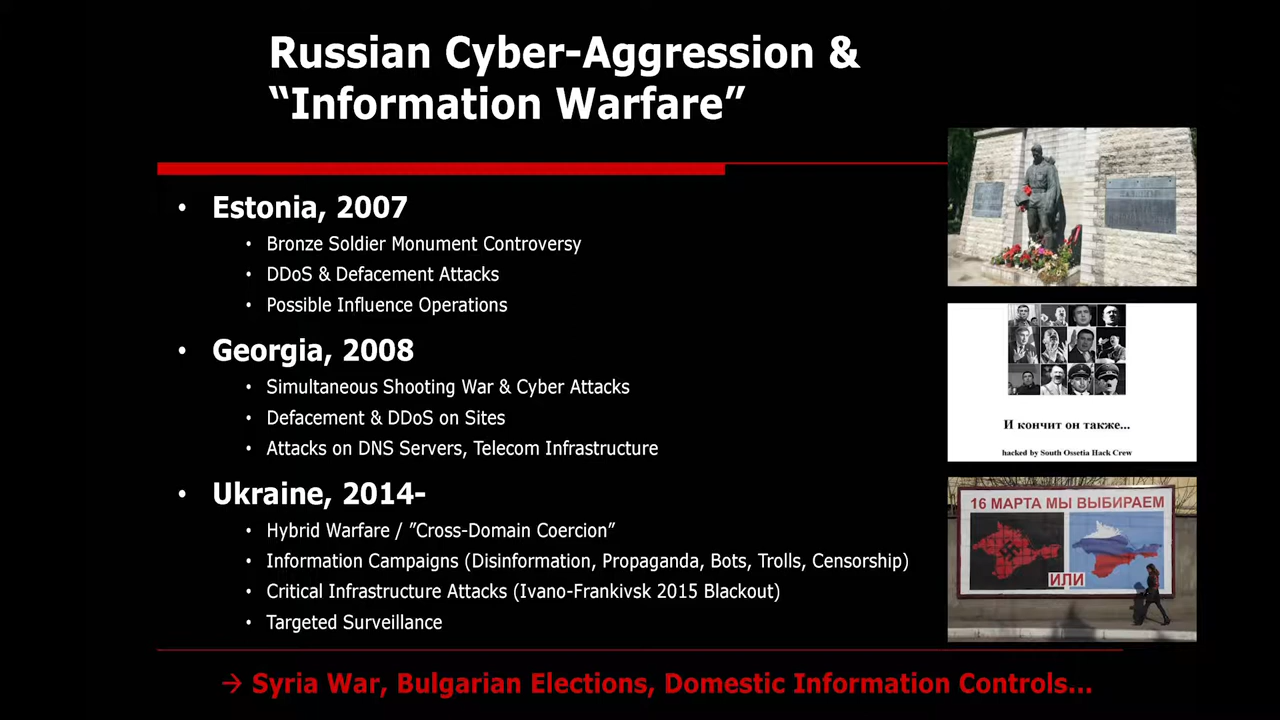 Russian Cyber-Aggression &
“Information Warfare”
• Estonia, 2007
• Bronze Soldier Monument Controversy
• DDoS & Defacement Attacks
• Possible Influence Operations
• Georgia, 2008
• Simultaneous Shooting War & Cyber Attacks
• Defacement & DDoS on Sites
• Attacks on DNS Servers, Telecom Infrastructure
• Ukraine, 2014-
• Hybrid Warfare / ”Cross-Domain Coercion”
• Information Campaigns (Disinformation, Propaganda, Bots, Trolls, Censorship)
• Critical Infrastructure Attacks (Ivano-Frankivsk 2015 Blackout)
• Targeted Surveillance
→ Syria War, Bulgarian Elections, Domestic Information Controls...
И кончит он также...
hacked by South Ossetia Hack Crew
16 МАРТА МЫ ВЫБИРАЕМ
ИЛИ